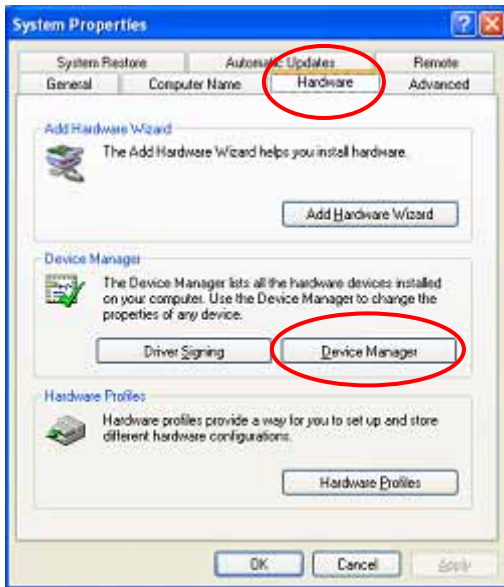 System Properties
System Restore Automatic Updates Remote
General Computer Name Hardware Advanced
Add Hardware Wizard
The Add Hardware Wizard helps you install hardware.
Add Hardware Wizard
Device Manager
The Device Manager lists all the hardware devices installed
on your computer. Use the Device Manager to change the
properties of any device.
Driver Signing Device Manager
Hardware Profiles
Hardware profiles provide a way for you to set up and store
different hardware configurations.
Hardware Profiles
OK Cancel Apply